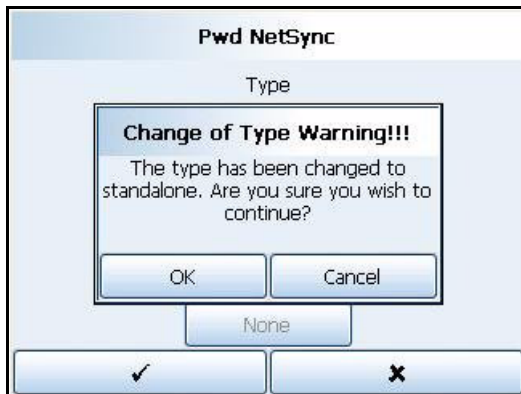 Pwd NetSync
Type
Change of Type Warning!!!
The type has been changed to
standalone. Are you sure you wish to
continue?
OK
Cancel
None